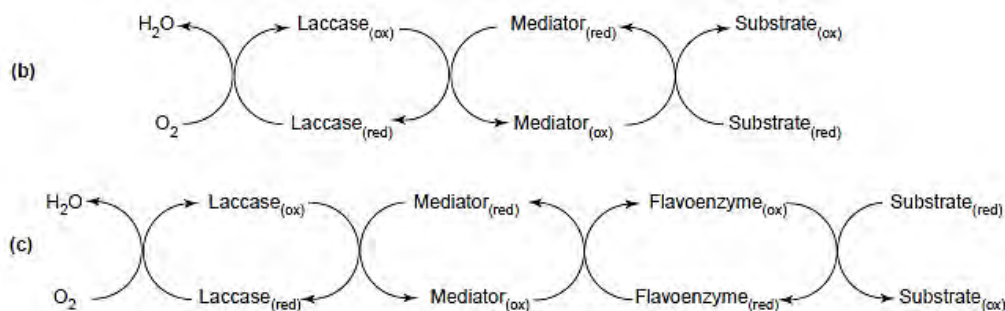 H₂O Laccase(ox) Mediator(red) Substrate(ox)
(b)
O₂ Laccase(red) Mediator(ox) Substrate(red)
H₂O Laccase(ox) Mediator(red) Flavoenzyme(ox) Substrate(red)
(c)
O₂ Laccase(red) Mediator(ox) Flavoenzyme(red) Substrate(ox)